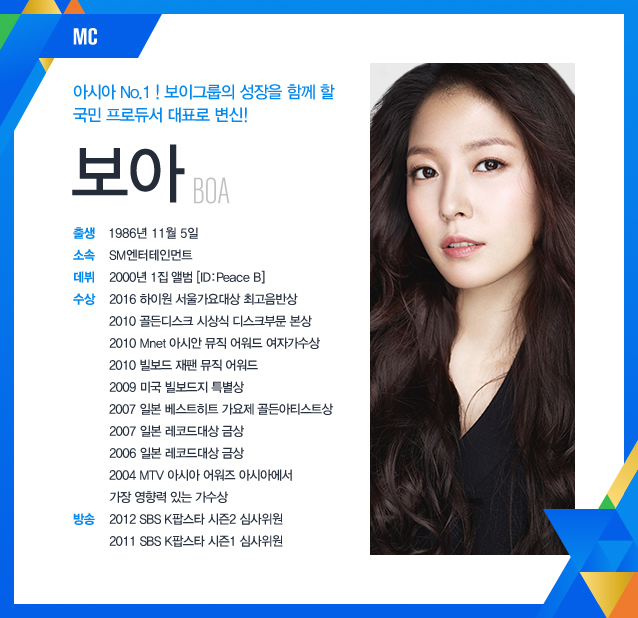 MC
아시아 No.1 ! 보이그룹의 성장을 함께 할
국민 프로듀서 대표로 변신!
보아 BOA
출생 1986년 11월 5일
소속 SM엔터테인먼트
데뷔 2000년 1집 앨범 [ID:Peace B]
수상 2016 하이원 서울가요대상 최고음반상
2010 골든디스크 시상식 디스크부문 본상
2010 Mnet 아시안 뮤직 어워드 여자가수상
2010 빌보드 재팬 뮤직 어워드
2009 미국 빌보드지 특별상
2007 일본 베스트히트 가요제 골든아티스트상
2007 일본 레코드대상 금상
2006 일본 레코드대상 금상
2004 MTV 아시아 어워즈 아시아에서
가장 영향력 있는 가수상
방송 2012 SBS K팝스타 시즌2 심사위원
2011 SBS K팝스타 시즌1 심사위원